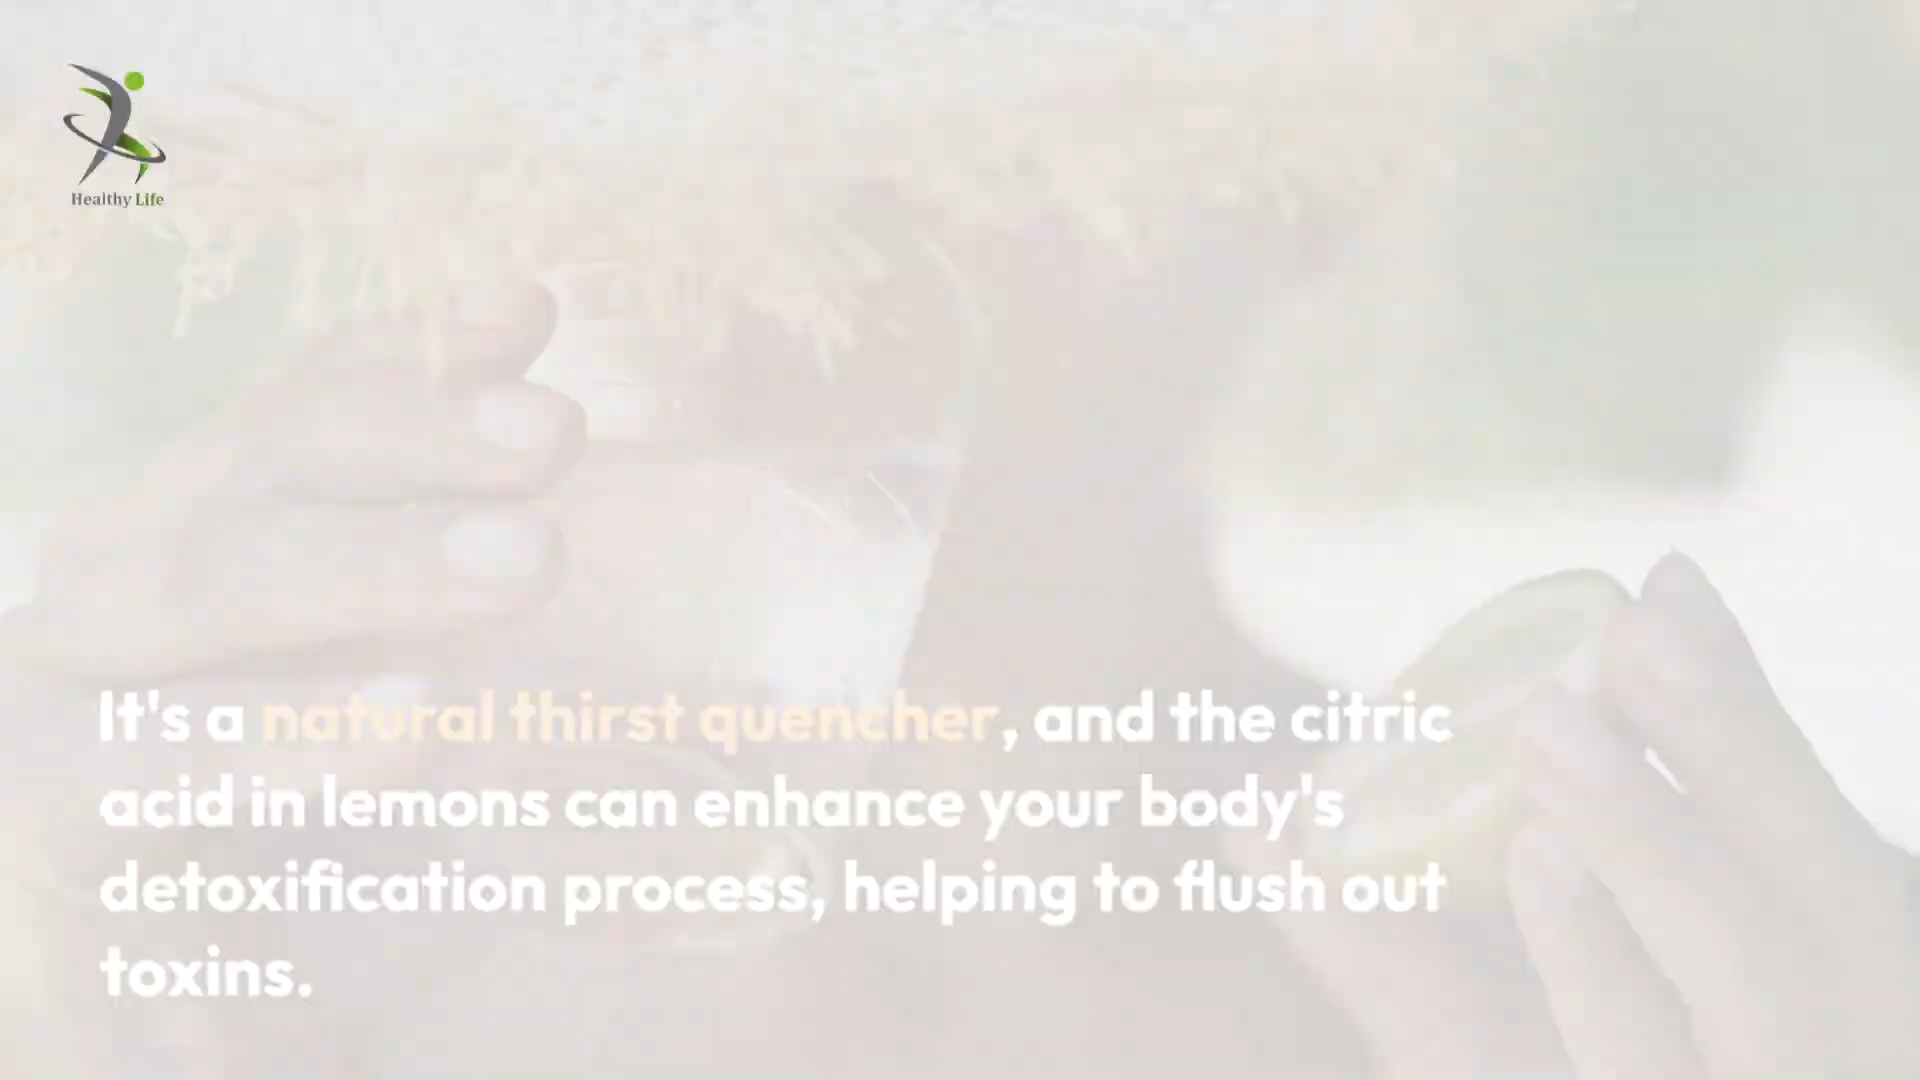 Healthy Life
It's a natural thirst quencher, and the citric
acid in lemons can enhance your body's
detoxification process, helping to flush out
toxins.